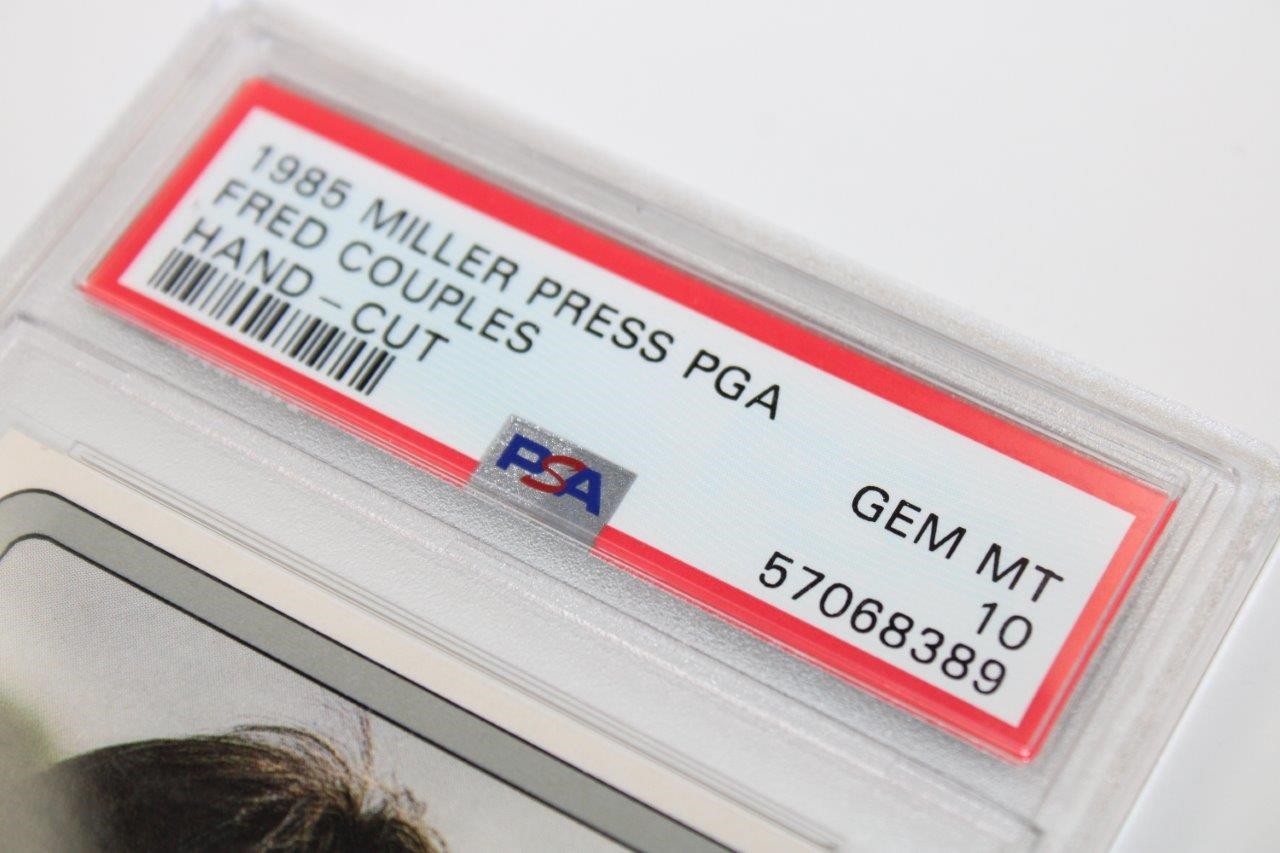 1985 MILLER PRESS PGA
FRED COUPLES
HAND-CUT
PSA
GEM MT
10
57068389